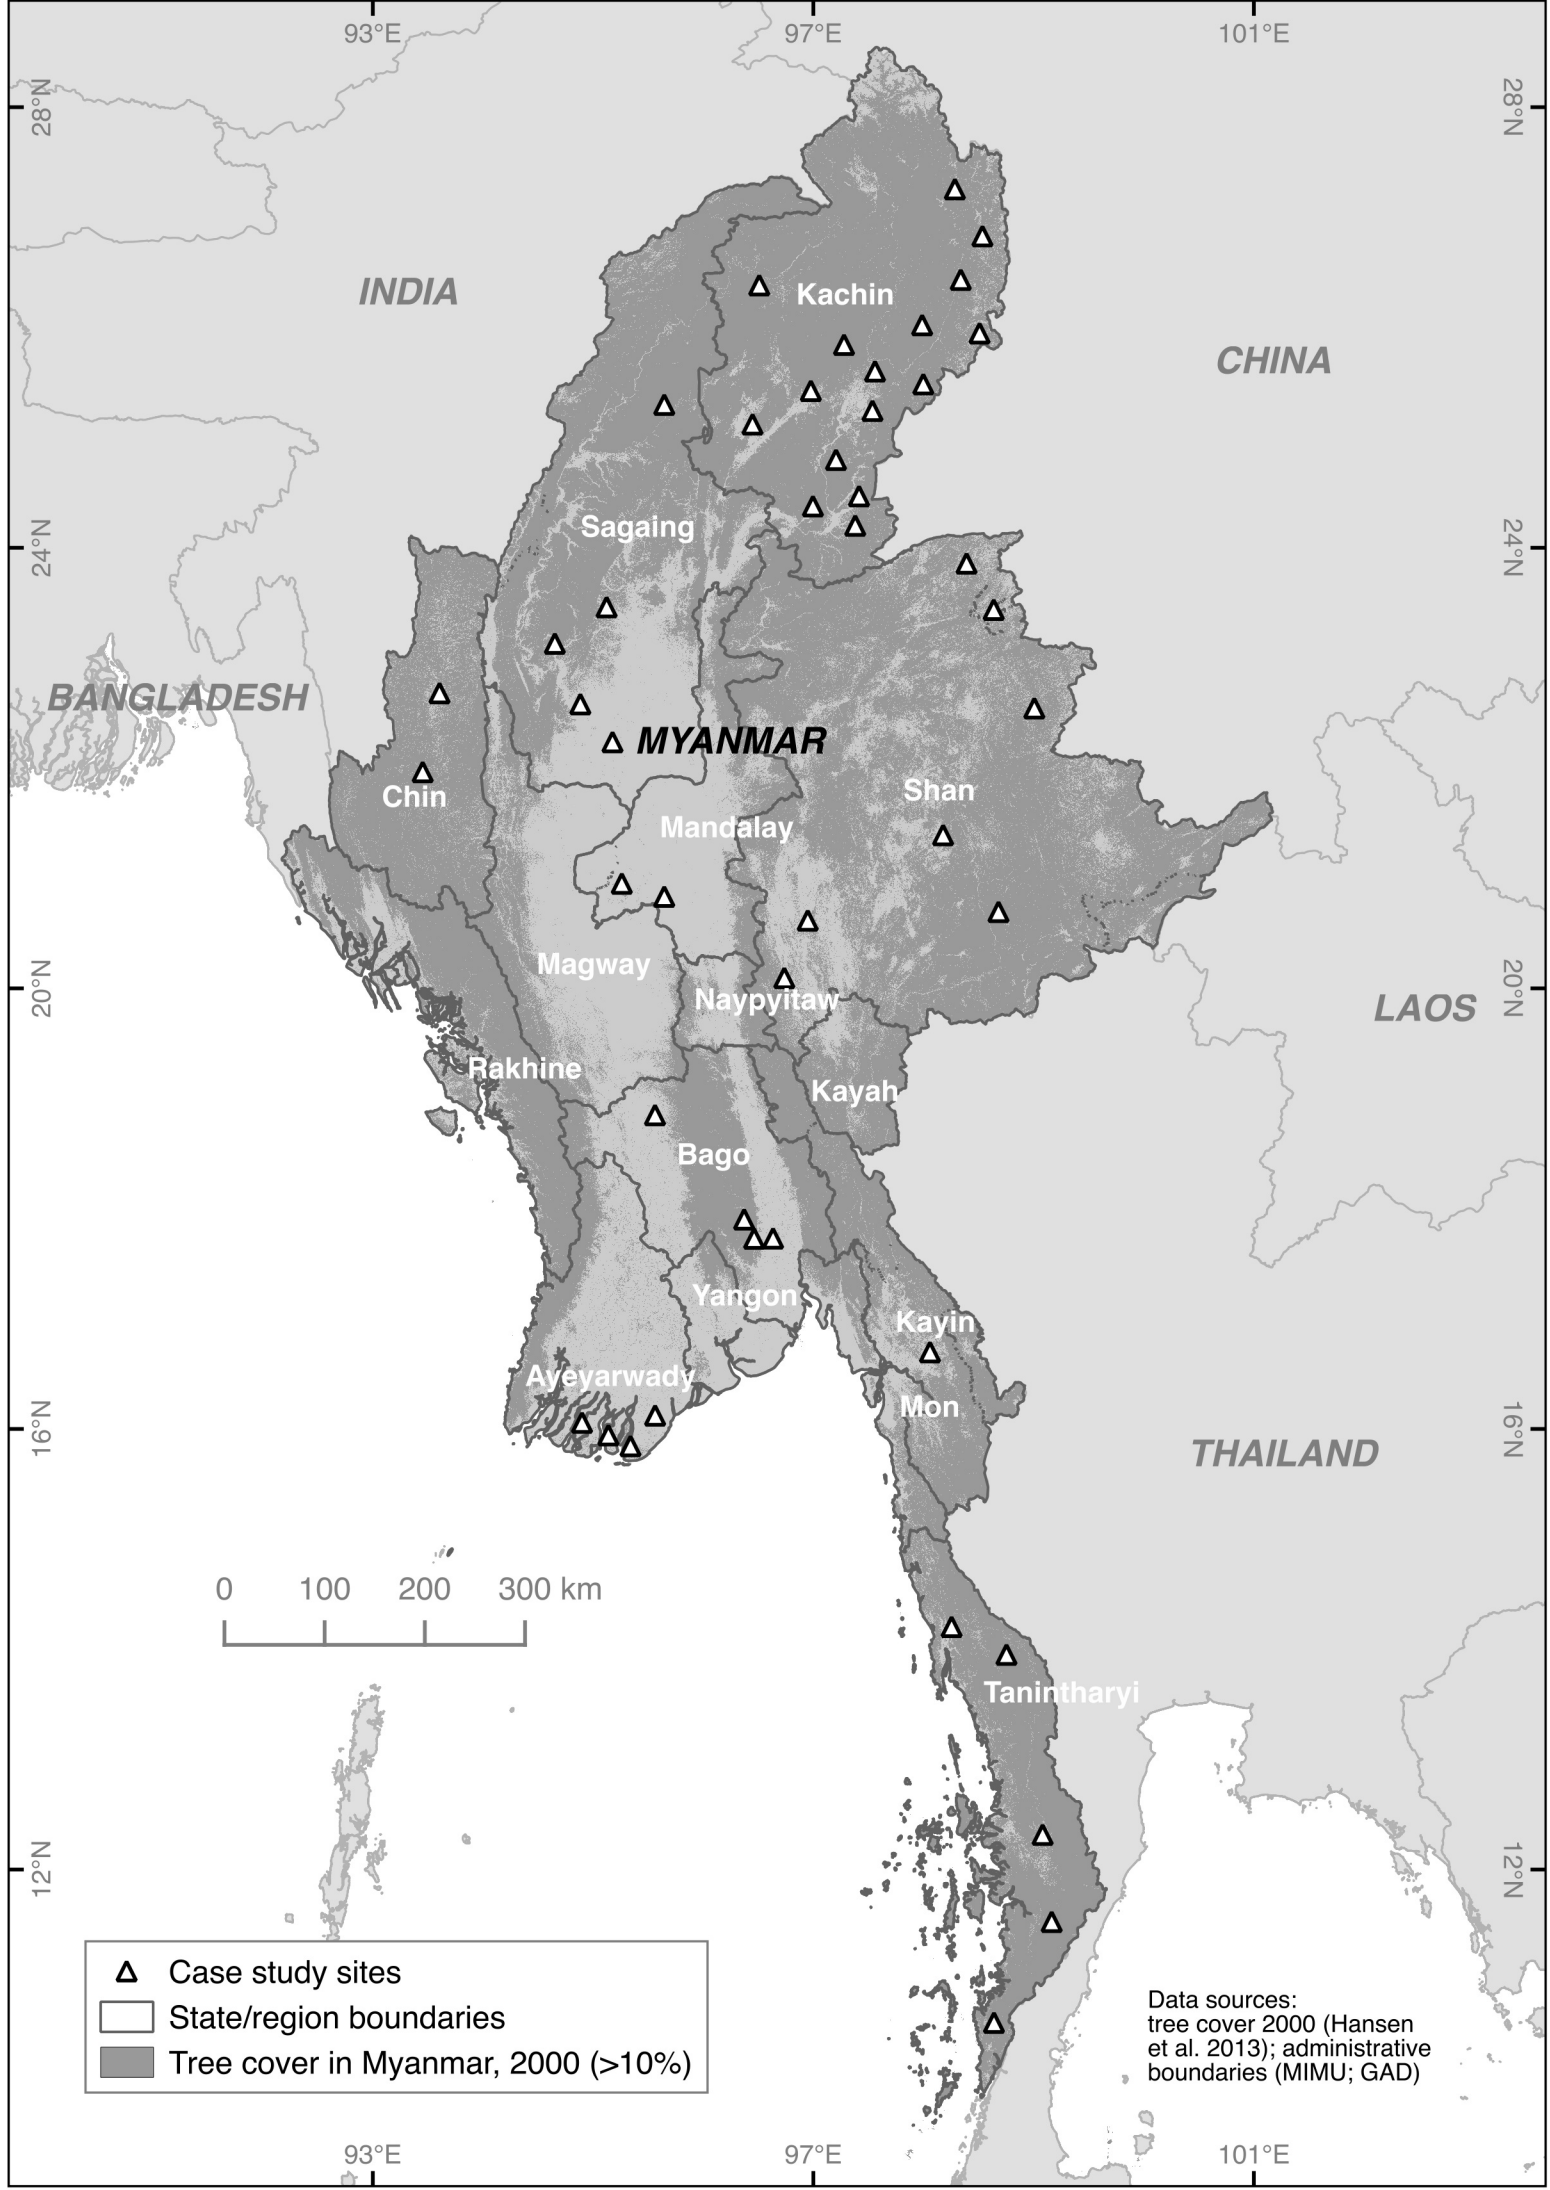 93°E
97°E
101°E
28°N
28°N
INDIA
Kachin
CHINA
Sagaing
24°N
24°N
BANGLADESH
MYANMAR
Chin
Shan
Mandalay
Magway
20°N
Naypyitaw
20°N
LAOS
Rakhine
Kayah
Bago
Yangon
Kayin
Ayeyarwady
Mon
16°N
16°N
THAILAND
0 100 200 300 km
Tanintharyi
12°N
12°N
Case study sites
State/region boundaries
Tree cover in Myanmar, 2000 (>10%)
Data sources:
tree cover 2000 (Hansen
et al. 2013); administrative
boundaries (MIMU; GAD)
93°E
97°E
101°E